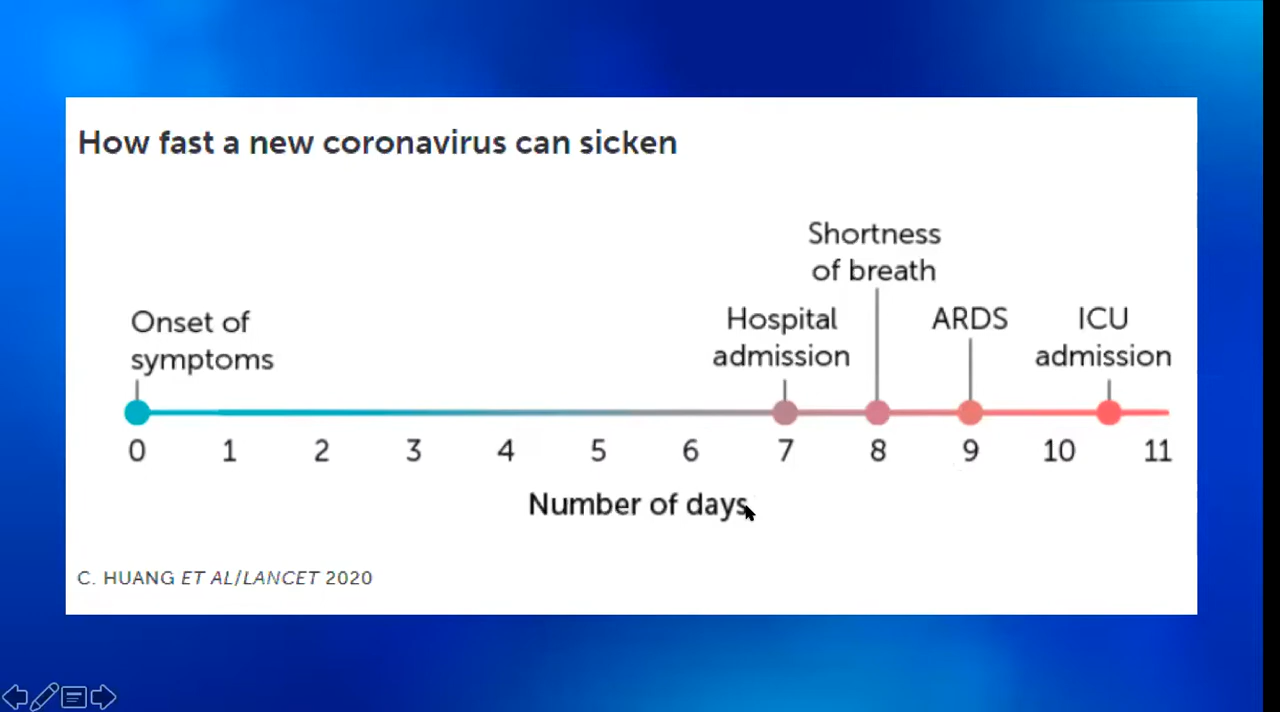 How fast a new coronavirus can sicken
Onset of
symptoms
Hospital
admission
Shortness
of breath
ARDS
ICU
admission
0 1 2 3 4 5 6 7 8 9 10 11
Number of days
C. HUANG ET AL/LANCET 2020